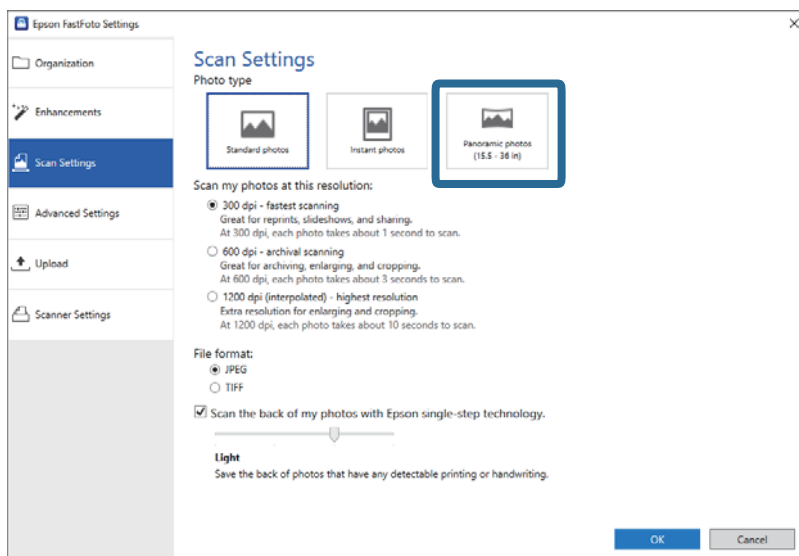 Epson FastFoto Settings
Organization
Enhancements
Scan Settings
Advanced Settings
Upload
Scanner Settings
Scan Settings
Photo type
Standard photos
Instant photos
Panoramic photos
(15.5 - 36 in)
Scan my photos at this resolution:
300 dpi - fastest scanning
Great for reprints, slideshows, and sharing.
At 300 dpi, each photo takes about 1 second to scan.
600 dpi - archival scanning
Great for archiving, enlarging, and cropping.
At 600 dpi, each photo takes about 3 seconds to scan.
1200 dpi (interpolated) - highest resolution
Extra resolution for enlarging and cropping.
At 1200 dpi, each photo takes about 10 seconds to scan.
File format:
JPEG
TIFF
Scan the back of my photos with Epson single-step technology.
Light
Save the back of photos that have any detectable printing or handwriting.
OK
Cancel